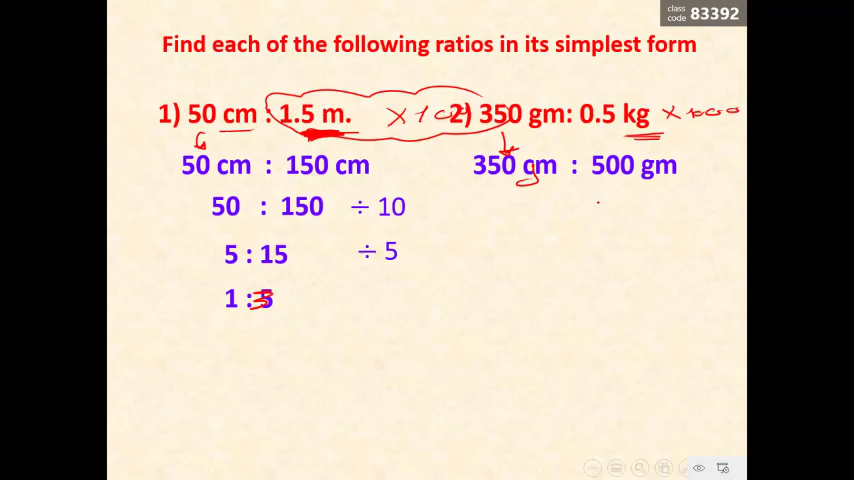 class code 83392
Find each of the following ratios in its simplest form
1) 50 cm : 1.5 m. × 100
2) 350 gm: 0.5 kg × 1000
50 cm : 150 cm
350 gm : 500 gm
50 : 150 ÷ 10
5 : 15 ÷ 5
1 : 3